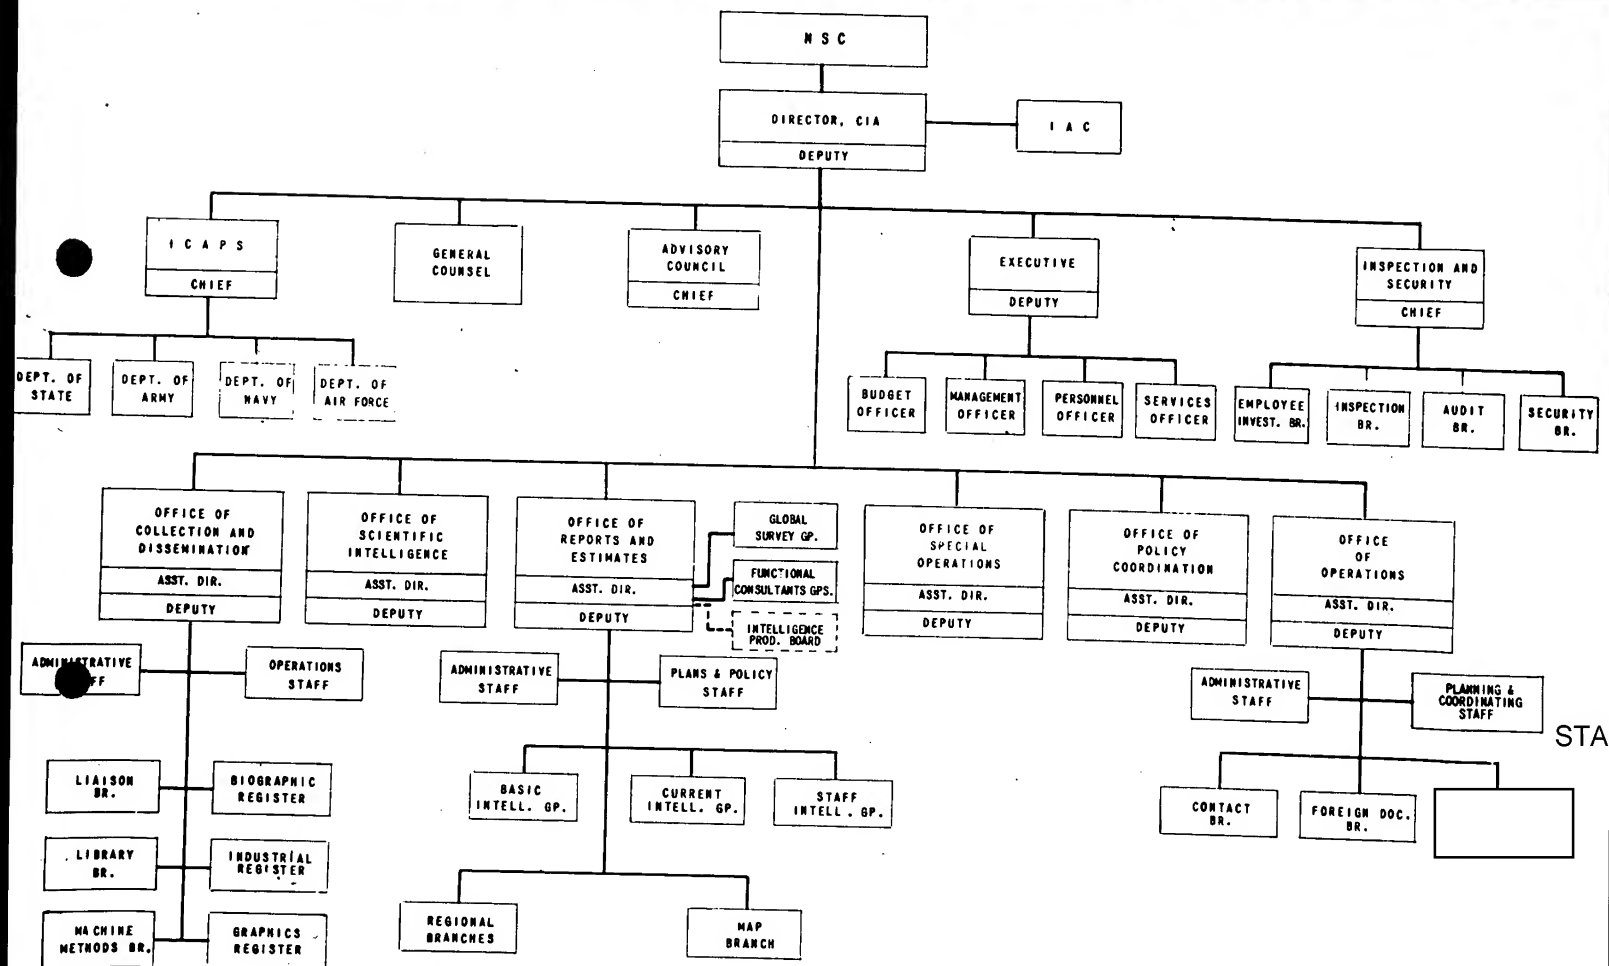 N S C
DIRECTOR, CIA
DEPUTY
I A C
I C A P S
CHIEF
GENERAL
COUNSEL
ADVISORY
COUNCIL
CHIEF
EXECUTIVE
DEPUTY
INSPECTION AND
SECURITY
CHIEF
DEPT. OF
STATE
DEPT. OF
ARMY
DEPT. OF
NAVY
DEPT. OF
AIR FORCE
BUDGET
OFFICER
MANAGEMENT
OFFICER
PERSONNEL
OFFICER
SERVICES
OFFICER
EMPLOYEE
INVEST. BR.
INSPECTION
BR.
AUDIT
BR.
SECURITY
BR.
OFFICE OF
COLLECTION AND
DISSEMINATION
ASST. DIR.
DEPUTY
OFFICE OF
SCIENTIFIC
INTELLIGENCE
ASST. DIR.
DEPUTY
OFFICE OF
REPORTS AND
ESTIMATES
ASST. DIR.
DEPUTY
GLOBAL
SURVEY GP.
FUNCTIONAL
CONSULTANTS GPS.
INTELLIGENCE
PROD. BOARD
OFFICE OF
SPECIAL
OPERATIONS
ASST. DIR.
DEPUTY
OFFICE OF
POLICY
COORDINATION
ASST. DIR.
DEPUTY
OFFICE
OF
OPERATIONS
ASST. DIR.
DEPUTY
ADMINISTRATIVE
FF
OPERATIONS
STAFF
ADMINISTRATIVE
STAFF
PLANS & POLICY
STAFF
ADMINISTRATIVE
STAFF
PLANNING &
COORDINATING
STAFF
STA
LIAISON
BR.
BIOGRAPHIC
REGISTER
BASIC
INTELL. GP.
CURRENT
INTELL. GP.
STAFF
INTELL. GP.
CONTACT
BR.
FOREIGN DOC.
BR.
LIBRARY
BR.
INDUSTRIAL
REGISTER
MACHINE
METHODS BR.
GRAPHICS
REGISTER
REGIONAL
BRANCHES
MAP
BRANCH